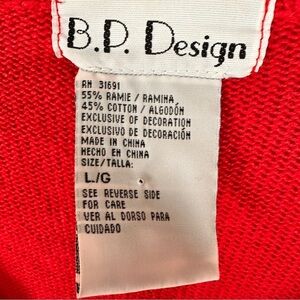 B.P. Design
RN 31691
55% RAMIE / RAMINA
45% COTTON / ALGODÓN
EXCLUSIVE OF DECORATION
EXCLUSIVO DE DECORACIÓN
MADE IN CHINA
HECHO EN CHINA
SIZE/TALLA:
L/G
SEE REVERSE SIDE
FOR CARE
VER AL DORSO PARA
CUIDADO